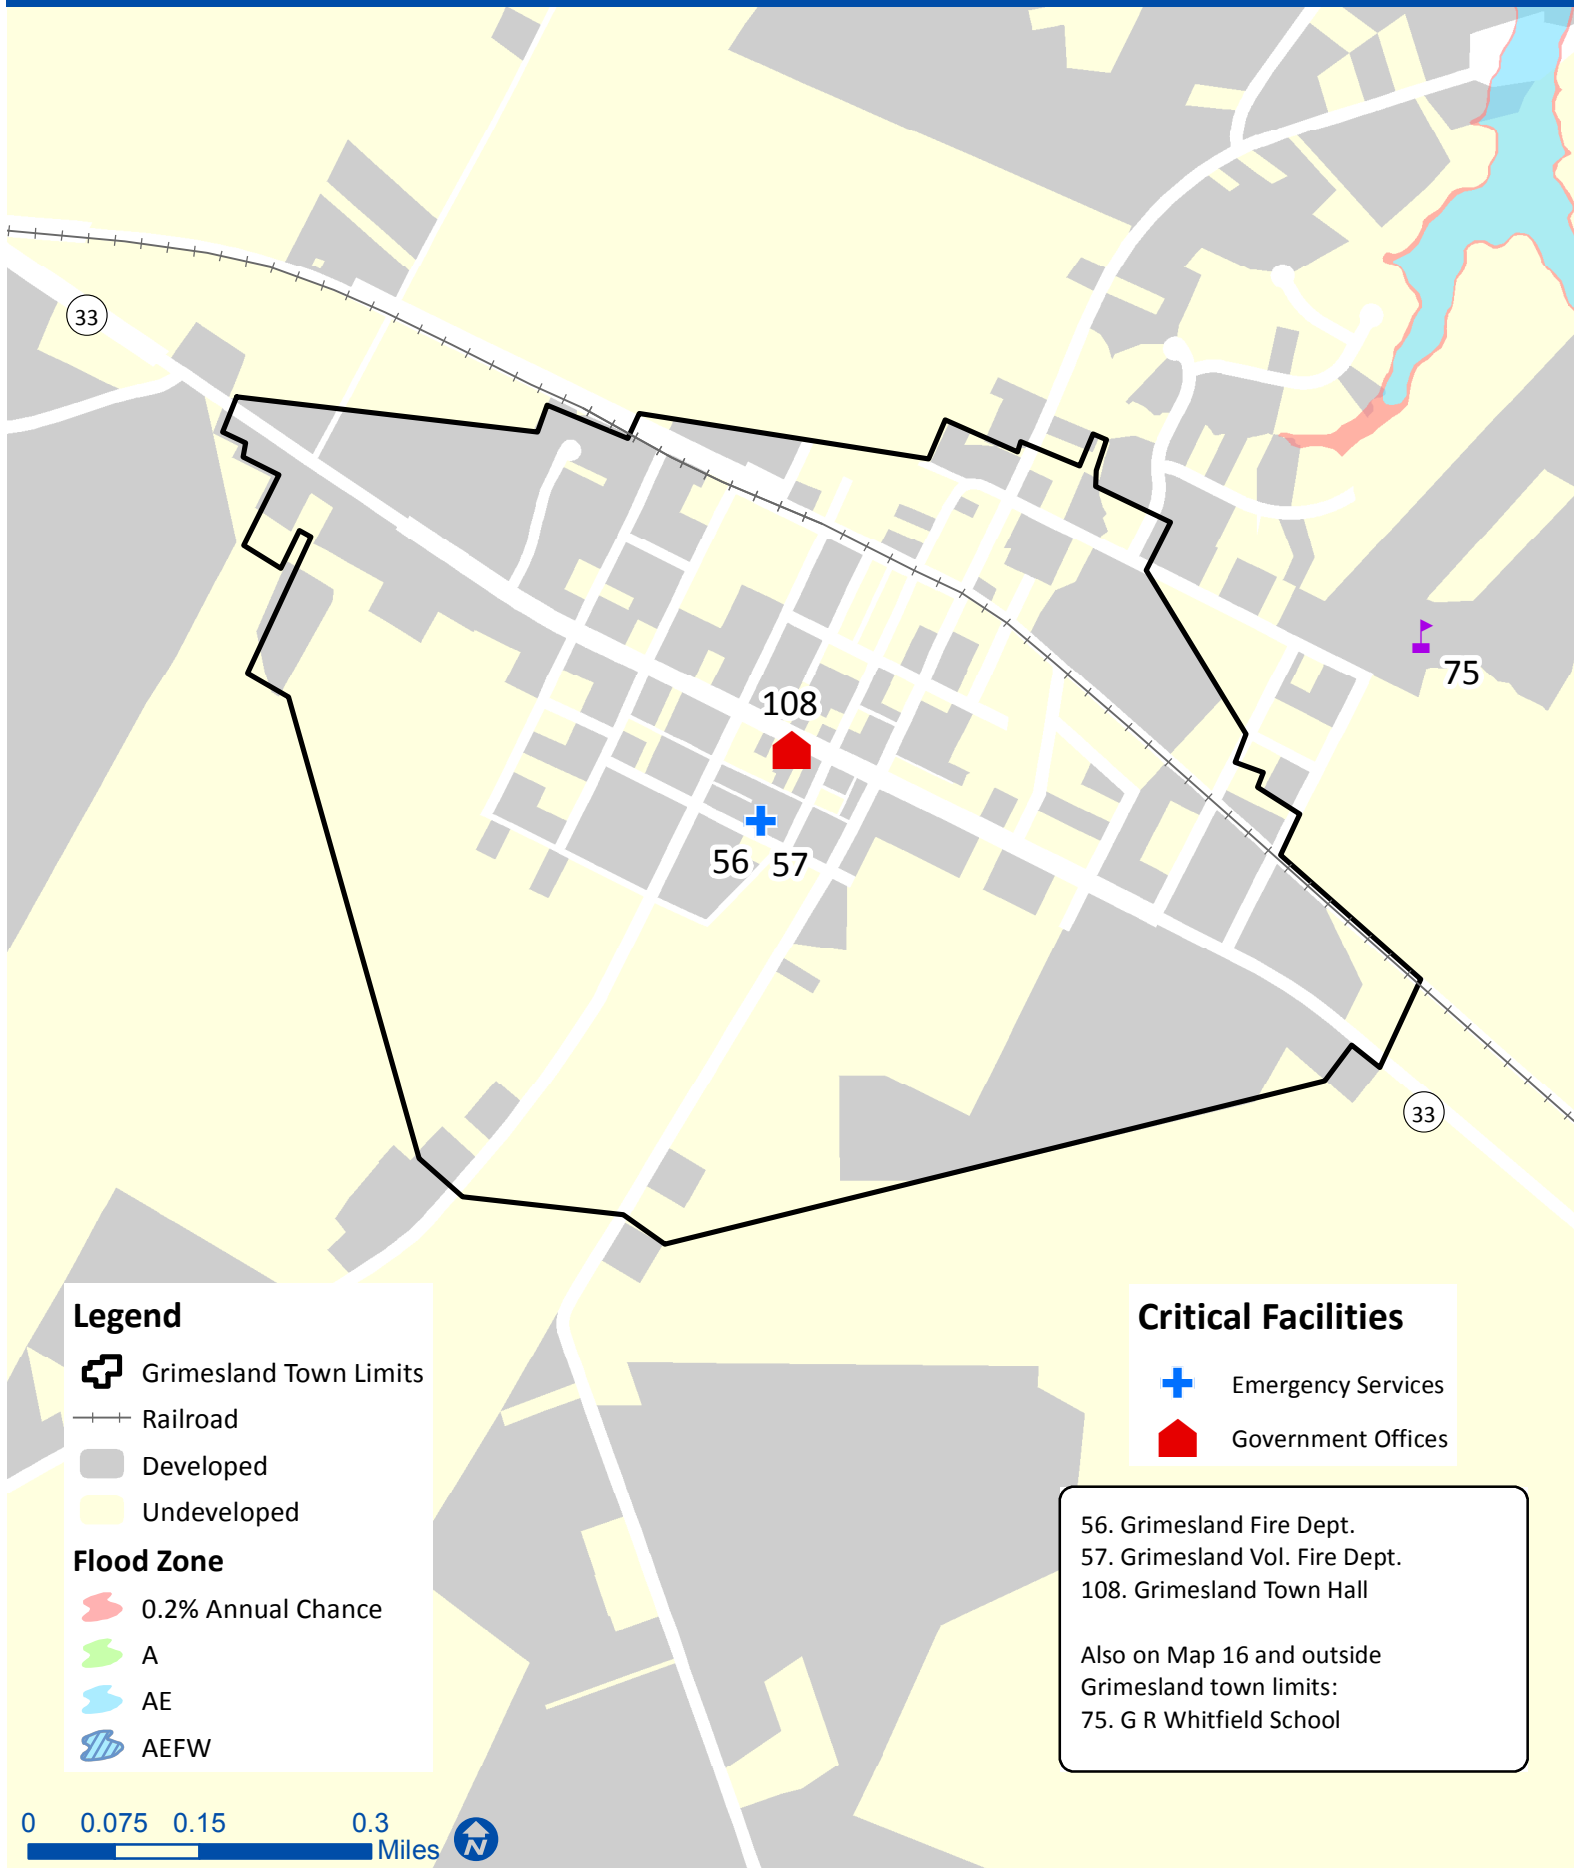 33
75
108
56 57
33
Legend
Grimesland Town Limits
Railroad
Developed
Undeveloped
Flood Zone
0.2% Annual Chance
A
AE
AEFW
Critical Facilities
Emergency Services
Government Offices
56. Grimesland Fire Dept.
57. Grimesland Vol. Fire Dept.
108. Grimesland Town Hall
Also on Map 16 and outside
Grimesland town limits:
75. G R Whitfield School
0 0.075 0.15 0.3
Miles
N